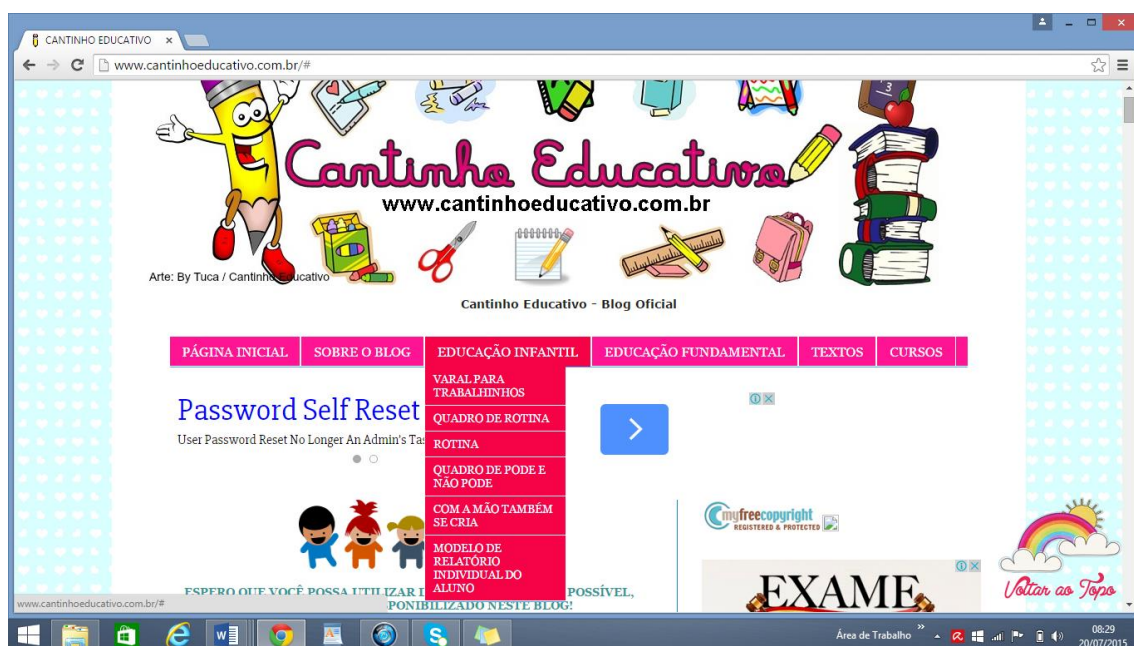 CANTINHO EDUCATIVO
www.cantinhoeducativo.com.br/#
3
Cantinho Educativo
www.cantinhoeducativo.com.br
Arte: By Tuca / Cantinho Educativo
Cantinho Educativo - Blog Oficial
PÁGINA INICIAL SOBRE O BLOG EDUCAÇÃO INFANTIL EDUCAÇÃO FUNDAMENTAL TEXTOS CURSOS
VARAL PARA
TRABALHINHOS
QUADRO DE ROTINA
ROTINA
QUADRO DE PODE E
NÃO PODE
COM A MÃO TAMBÉM
SE CRIA
MODELO DE
RELATÓRIO
INDIVIDUAL DO
ALUNO
Password Self Reset
User Password Reset No Longer An Admin's
myfreecopyright
REGISTERED & PROTECTED
EXAME
Voltar ao Topo
ESPERO QUE VOCÊ POSSA UTILIZAR POSSÍVEL,
NESTE BLOG!
www.cantinhoeducativo.com.br/#
Área de Trabalho
08:29
20/07/2015